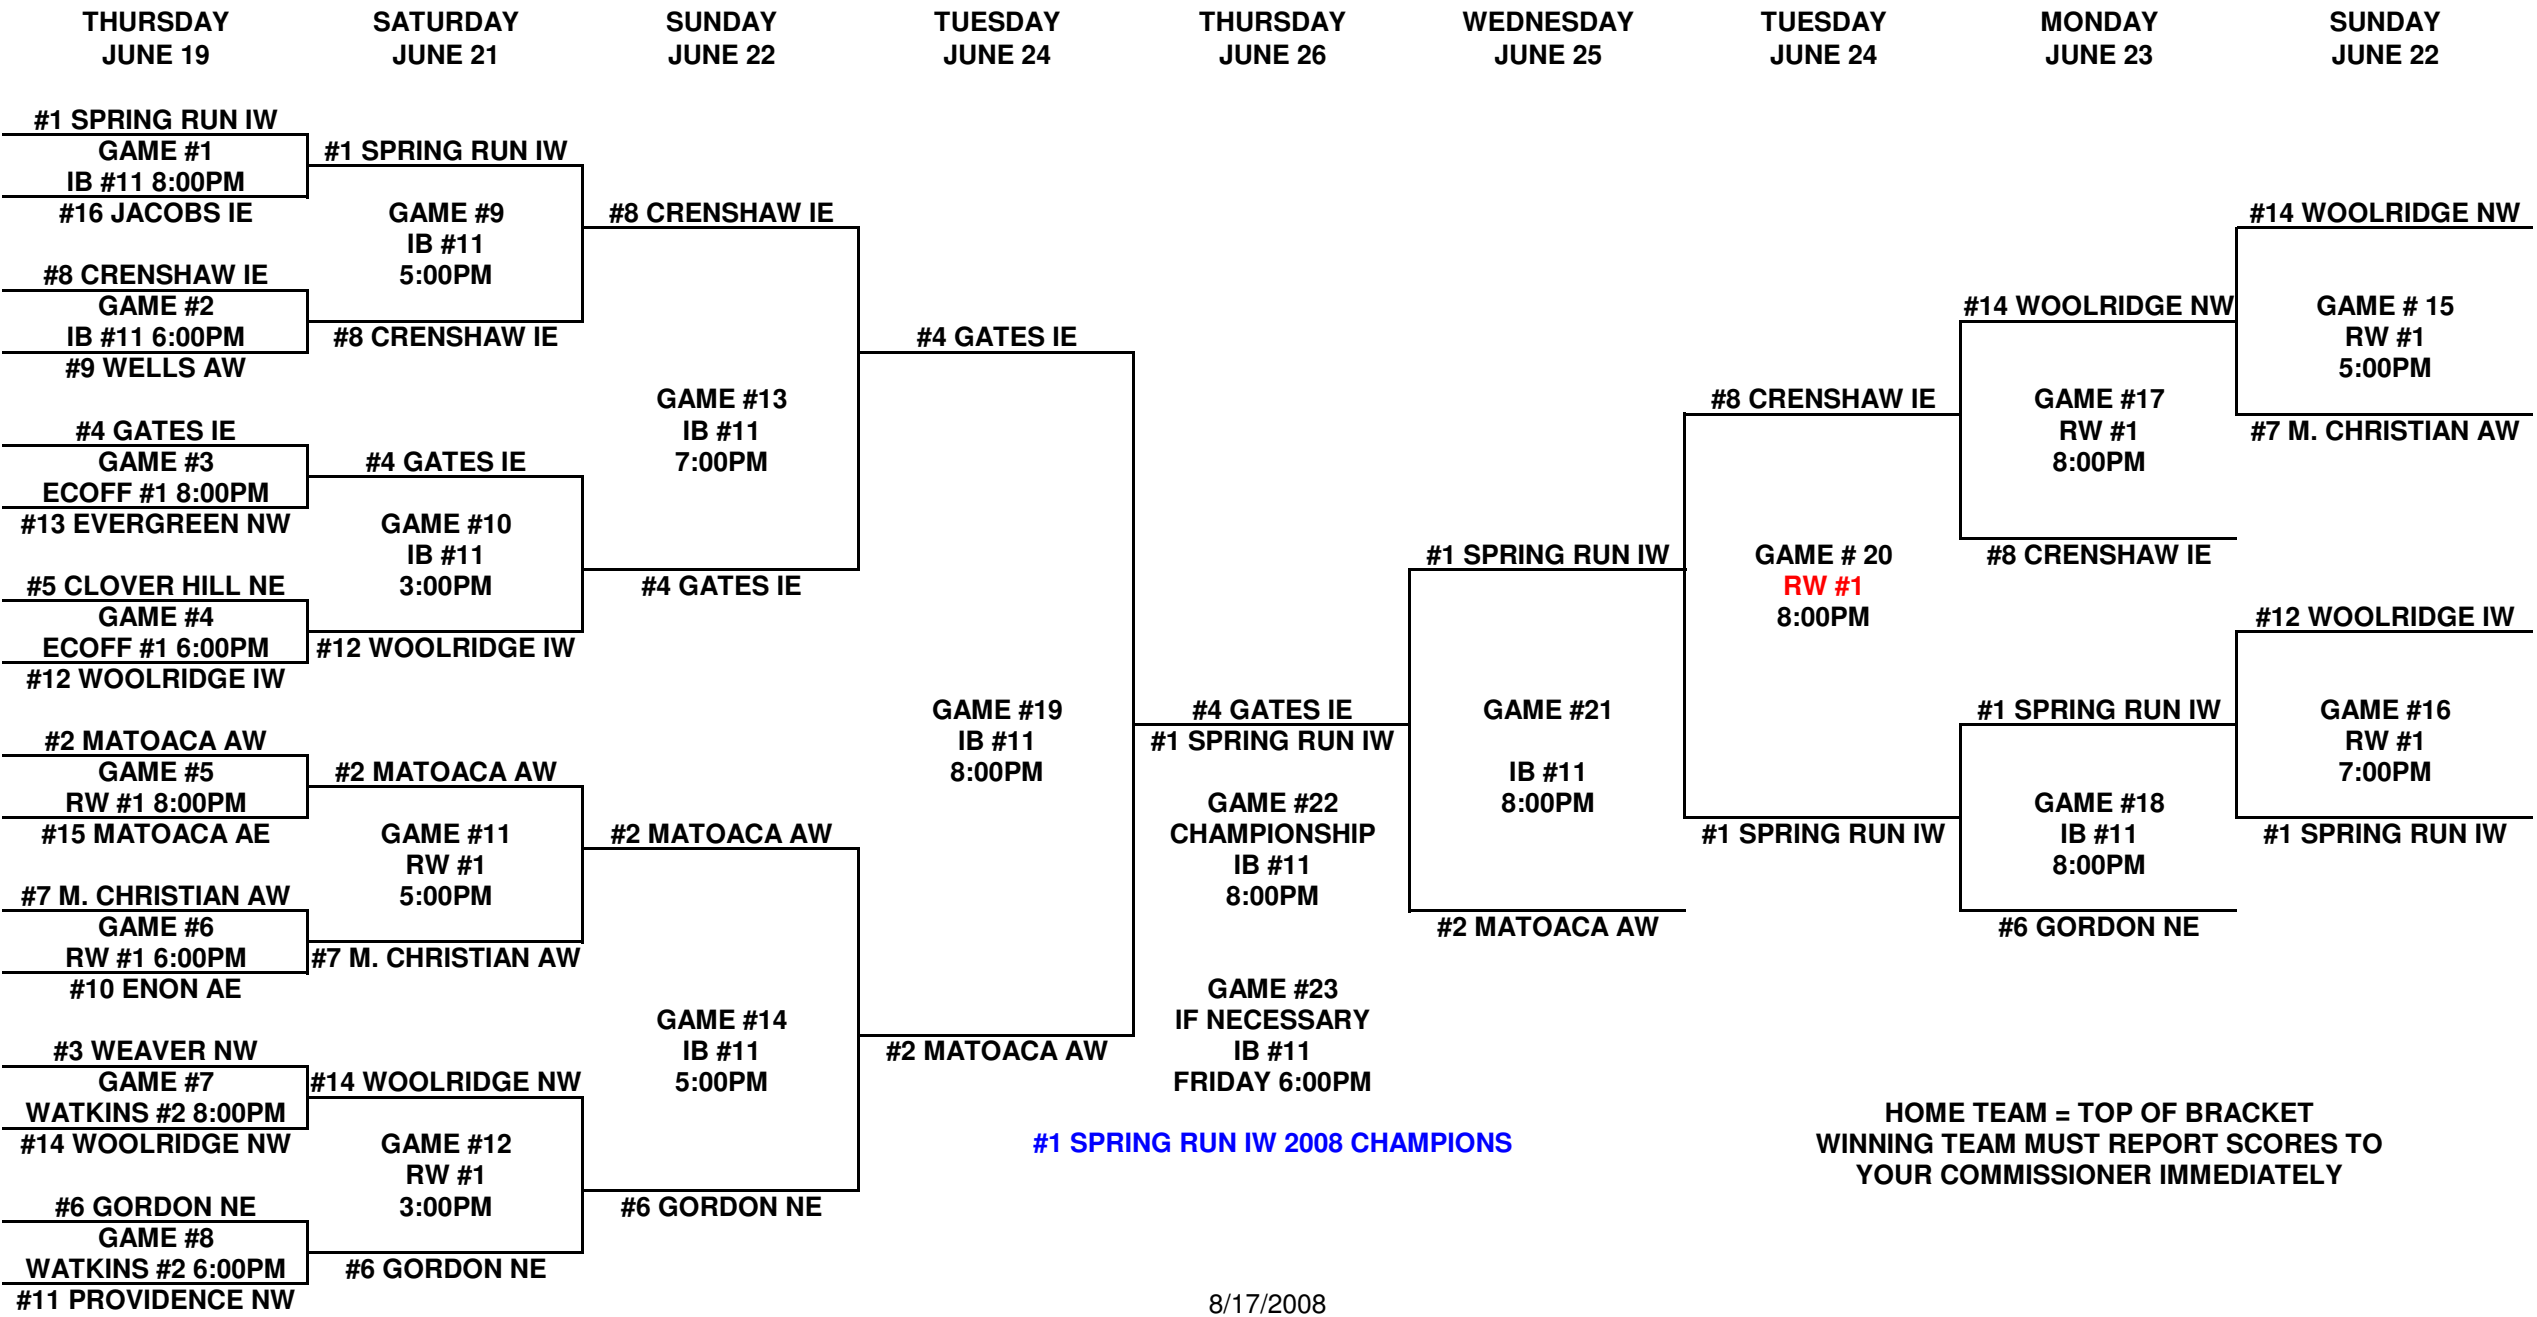 THURSDAY
JUNE 19
SATURDAY
JUNE 21
SUNDAY
JUNE 22
TUESDAY
JUNE 24
THURSDAY
JUNE 26
WEDNESDAY
JUNE 25
TUESDAY
JUNE 24
MONDAY
JUNE 23
SUNDAY
JUNE 22
#1 SPRING RUN IW
GAME #1
IB #11 8:00PM
#16 JACOBS IE
#8 CRENSHAW IE
GAME #2
IB #11 6:00PM
#9 WELLS AW
#4 GATES IE
GAME #3
ECOFF #1 8:00PM
#13 EVERGREEN NW
#5 CLOVER HILL NE
GAME #4
ECOFF #1 6:00PM
#12 WOOLRIDGE IW
#2 MATOACA AW
GAME #5
RW #1 8:00PM
#15 MATOACA AE
#7 M. CHRISTIAN AW
GAME #6
RW #1 6:00PM
#10 ENON AE
#3 WEAVER NW
GAME #7
WATKINS #2 8:00PM
#14 WOOLRIDGE NW
#6 GORDON NE
GAME #8
WATKINS #2 6:00PM
#11 PROVIDENCE NW
#1 SPRING RUN IW
GAME #9
IB #11
5:00PM
#8 CRENSHAW IE
#4 GATES IE
GAME #10
IB #11
3:00PM
#12 WOOLRIDGE IW
#2 MATOACA AW
GAME #11
RW #1
5:00PM
#7 M. CHRISTIAN AW
#14 WOOLRIDGE NW
GAME #12
RW #1
3:00PM
#6 GORDON NE
#8 CRENSHAW IE
GAME #13
IB #11
7:00PM
#4 GATES IE
#2 MATOACA AW
GAME #14
IB #11
5:00PM
#6 GORDON NE
#4 GATES IE
GAME #19
IB #11
8:00PM
#2 MATOACA AW
#4 GATES IE
#1 SPRING RUN IW
GAME #22
CHAMPIONSHIP
IB #11
8:00PM
GAME #23
IF NECESSARY
IB #11
FRIDAY 6:00PM
#1 SPRING RUN IW 2008 CHAMPIONS
#1 SPRING RUN IW
GAME #21
IB #11
8:00PM
#2 MATOACA AW
#8 CRENSHAW IE
GAME # 20
RW #1
8:00PM
#1 SPRING RUN IW
#14 WOOLRIDGE NW
GAME #17
RW #1
8:00PM
#8 CRENSHAW IE
#1 SPRING RUN IW
GAME #18
IB #11
8:00PM
#6 GORDON NE
#14 WOOLRIDGE NW
GAME # 15
RW #1
5:00PM
#7 M. CHRISTIAN AW
#12 WOOLRIDGE IW
GAME #16
RW #1
7:00PM
#1 SPRING RUN IW
HOME TEAM = TOP OF BRACKET
WINNING TEAM MUST REPORT SCORES TO
YOUR COMMISSIONER IMMEDIATELY
8/17/2008